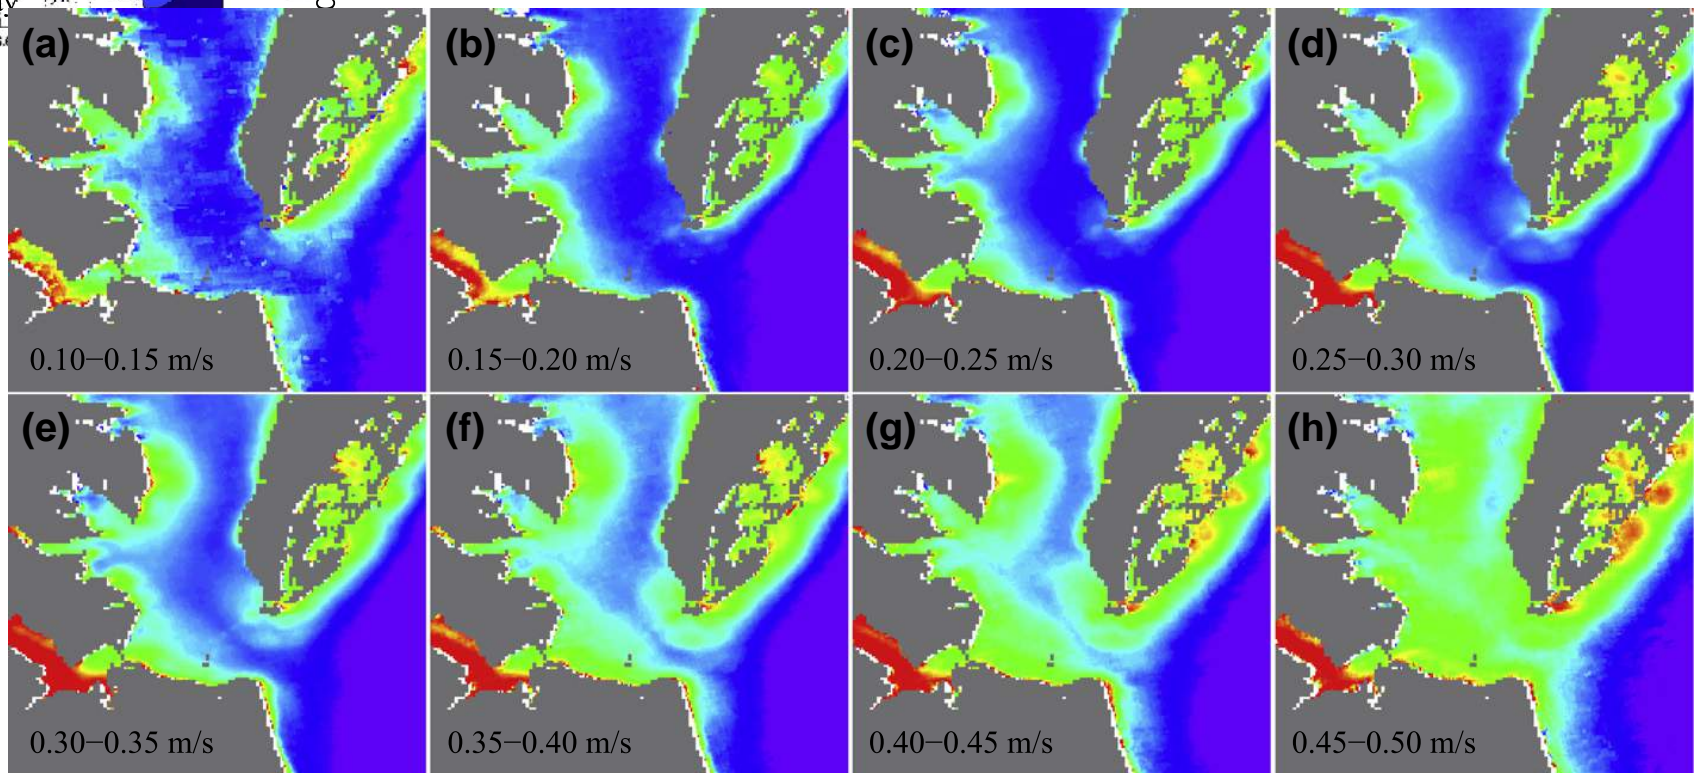 (a)
(b)
(c)
(d)
0.10−0.15 m/s
0.15−0.20 m/s
0.20−0.25 m/s
0.25−0.30 m/s
(e)
(f)
(g)
(h)
0.30−0.35 m/s
0.35−0.40 m/s
0.40−0.45 m/s
0.45−0.50 m/s